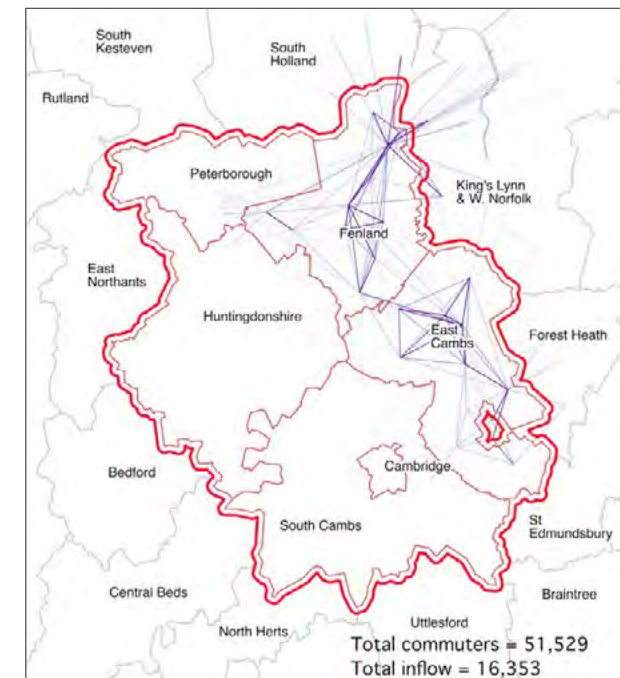 South
Kesteven
South
Holland
Rutland
Peterborough
King's Lynn
& W. Norfolk
Fenland
East
Northants
Huntingdonshire
East
Cambs
Forest Heath
Bedford
Cambridge
South Cambs
St
Edmundsbury
Central Beds
Braintree
North Herts
Uttlesford
Total commuters = 51,529
Total inflow = 16,353